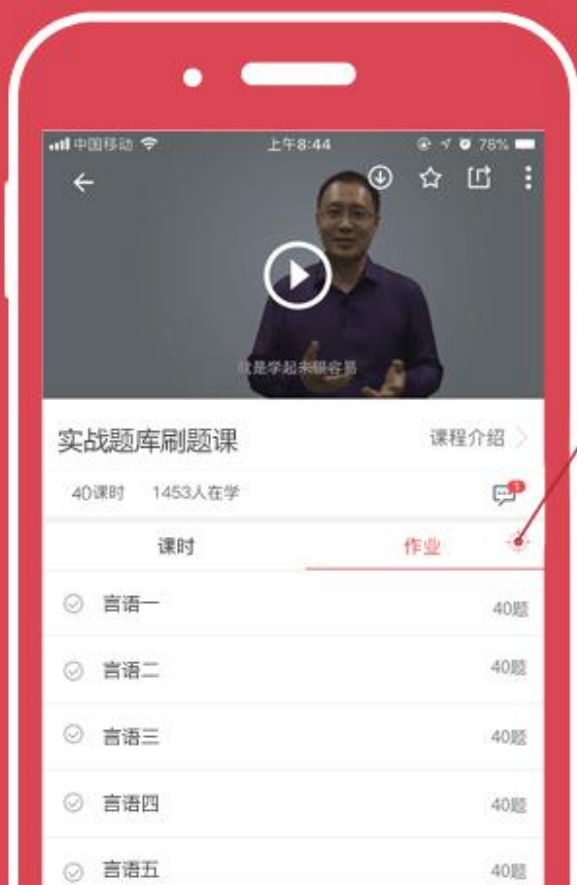 中国移动 上午8:44 78%
就是学起来很容易
实战题库刷题课 课程介绍
40课时 1453人在学 1
课时 作业
言语一 40题
言语二 40题
言语三 40题
言语四 40题
言语五 40题